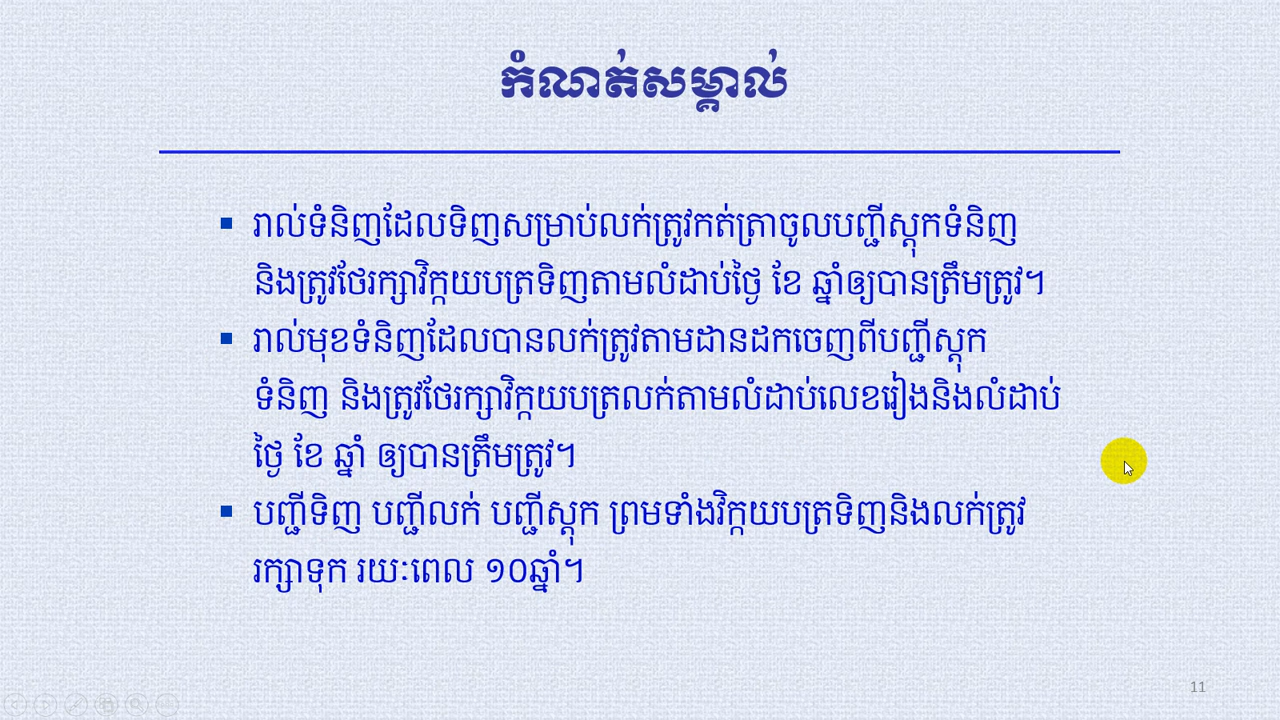 កំណត់សម្គាល់
▪ រាល់ទំនិញដែលទិញសម្រាប់លក់ត្រូវកត់ត្រាចូលបញ្ជីស្តុកទំនិញ
និងត្រូវថែរក្សាវិក្កយបត្រទិញតាមលំដាប់ថ្ងៃ ខែ ឆ្នាំឲ្យបានត្រឹមត្រូវ។
▪ រាល់មុខទំនិញដែលបានលក់ត្រូវតាមដានដកចេញពីបញ្ជីស្តុក
ទំនិញ និងត្រូវថែរក្សាវិក្កយបត្រលក់តាមលំដាប់លេខរៀងនិងលំដាប់
ថ្ងៃ ខែ ឆ្នាំ ឲ្យបានត្រឹមត្រូវ។
▪ បញ្ជីទិញ បញ្ជីលក់ បញ្ជីស្តុក ព្រមទាំងវិក្កយបត្រទិញនិងលក់ត្រូវ
រក្សាទុក រយៈពេល ១០ឆ្នាំ។
11